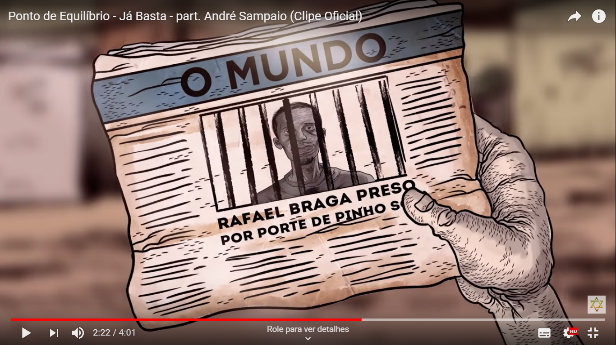 Ponto de Equilíbrio - Já Basta - part. André Sampaio (Clipe Oficial)
O MUNDO
RAFAEL BRAGA PRESO
POR PORTE DE PINHO S
2:22 / 4:01
Role para ver detalhes
HD